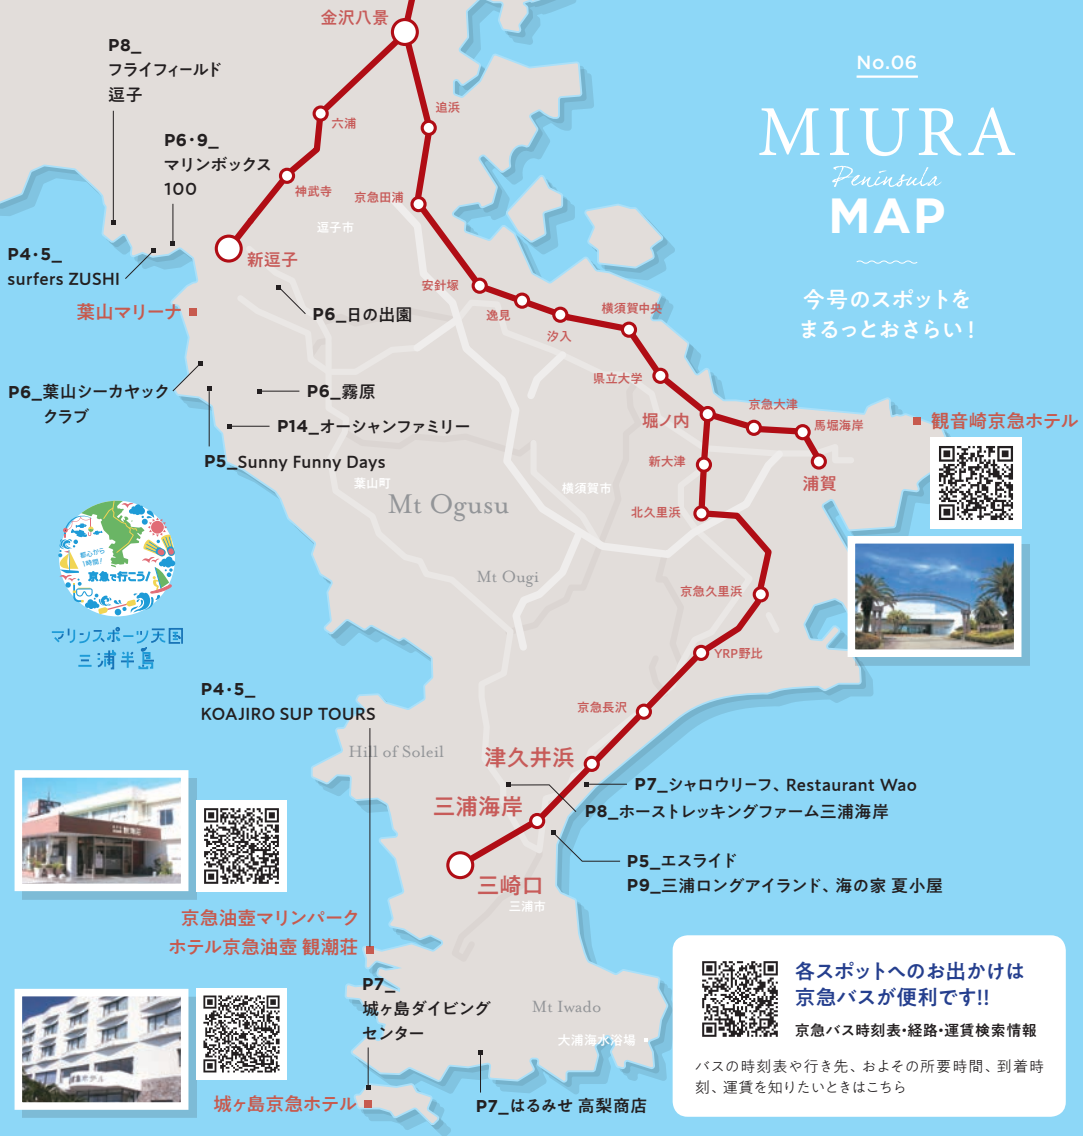 No.06
MIURA
Peninsula
MAP
今号のスポットを
まるっとおさらい!
金沢八景
P8_
フライフィールド
逗子
追浜
六浦
P6・9_
マリンボックス
100
神武寺
京急田浦
逗子市
P4・5_
surfers ZUSHI
新逗子
安針塚
葉山マリーナ
P6_日の出園
逸見
横須賀中央
汐入
P6_葉山シーカヤック
クラブ
P6_霧原
県立大学
京急大津
堀ノ内
馬堀海岸
観音崎京急ホテル
P14_オーシャンファミリー
P5_Sunny Funny Days
新大津
浦賀
葉山町
横須賀市
Mt Ogusu
北久里浜
都心から
1時間!
京急で行こう!
マリンスポーツ天国
三浦半島
Mt Ougi
京急久里浜
YRP野比
P4・5_
KOAJIRO SUP TOURS
京急長沢
Hill of Soleil
津久井浜
P7_シャロウリーフ、Restaurant Wao
三浦海岸
P8_ホーストレッキングファーム三浦海岸
P5_エスライド
P9_三浦ロングアイランド、海の家 夏小屋
三崎口
三浦市
京急油壺マリンパーク
ホテル京急油壺 観潮荘
P7_
城ヶ島ダイビング
センター
Mt Iwado
大浦海水浴場
城ヶ島京急ホテル
P7_はるみせ 高梨商店
各スポットへのお出かけは
京急バスが便利です!!
京急バス時刻表・経路・運賃検索情報
バスの時刻表や行き先、およその所要時間、到着時
刻、運賃を知りたいときはこちら